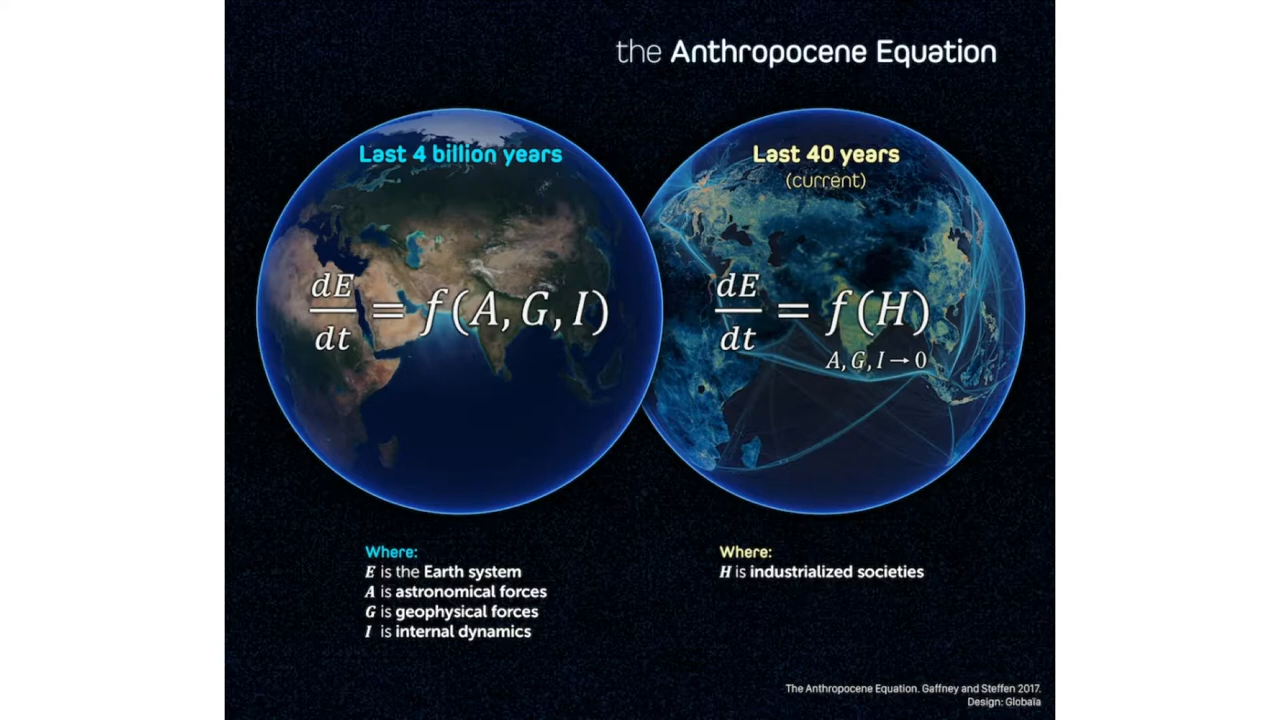 the Anthropocene Equation
Last 4 billion years
dE/dt = f(A, G, I)
Where:
E is the Earth system
A is astronomical forces
G is geophysical forces
I is internal dynamics
Last 40 years
(current)
dE/dt = f(H)
A, G, I → 0
Where:
H is industrialized societies
The Anthropocene Equation. Gaffney and Steffen 2017.
Design: Globaïa